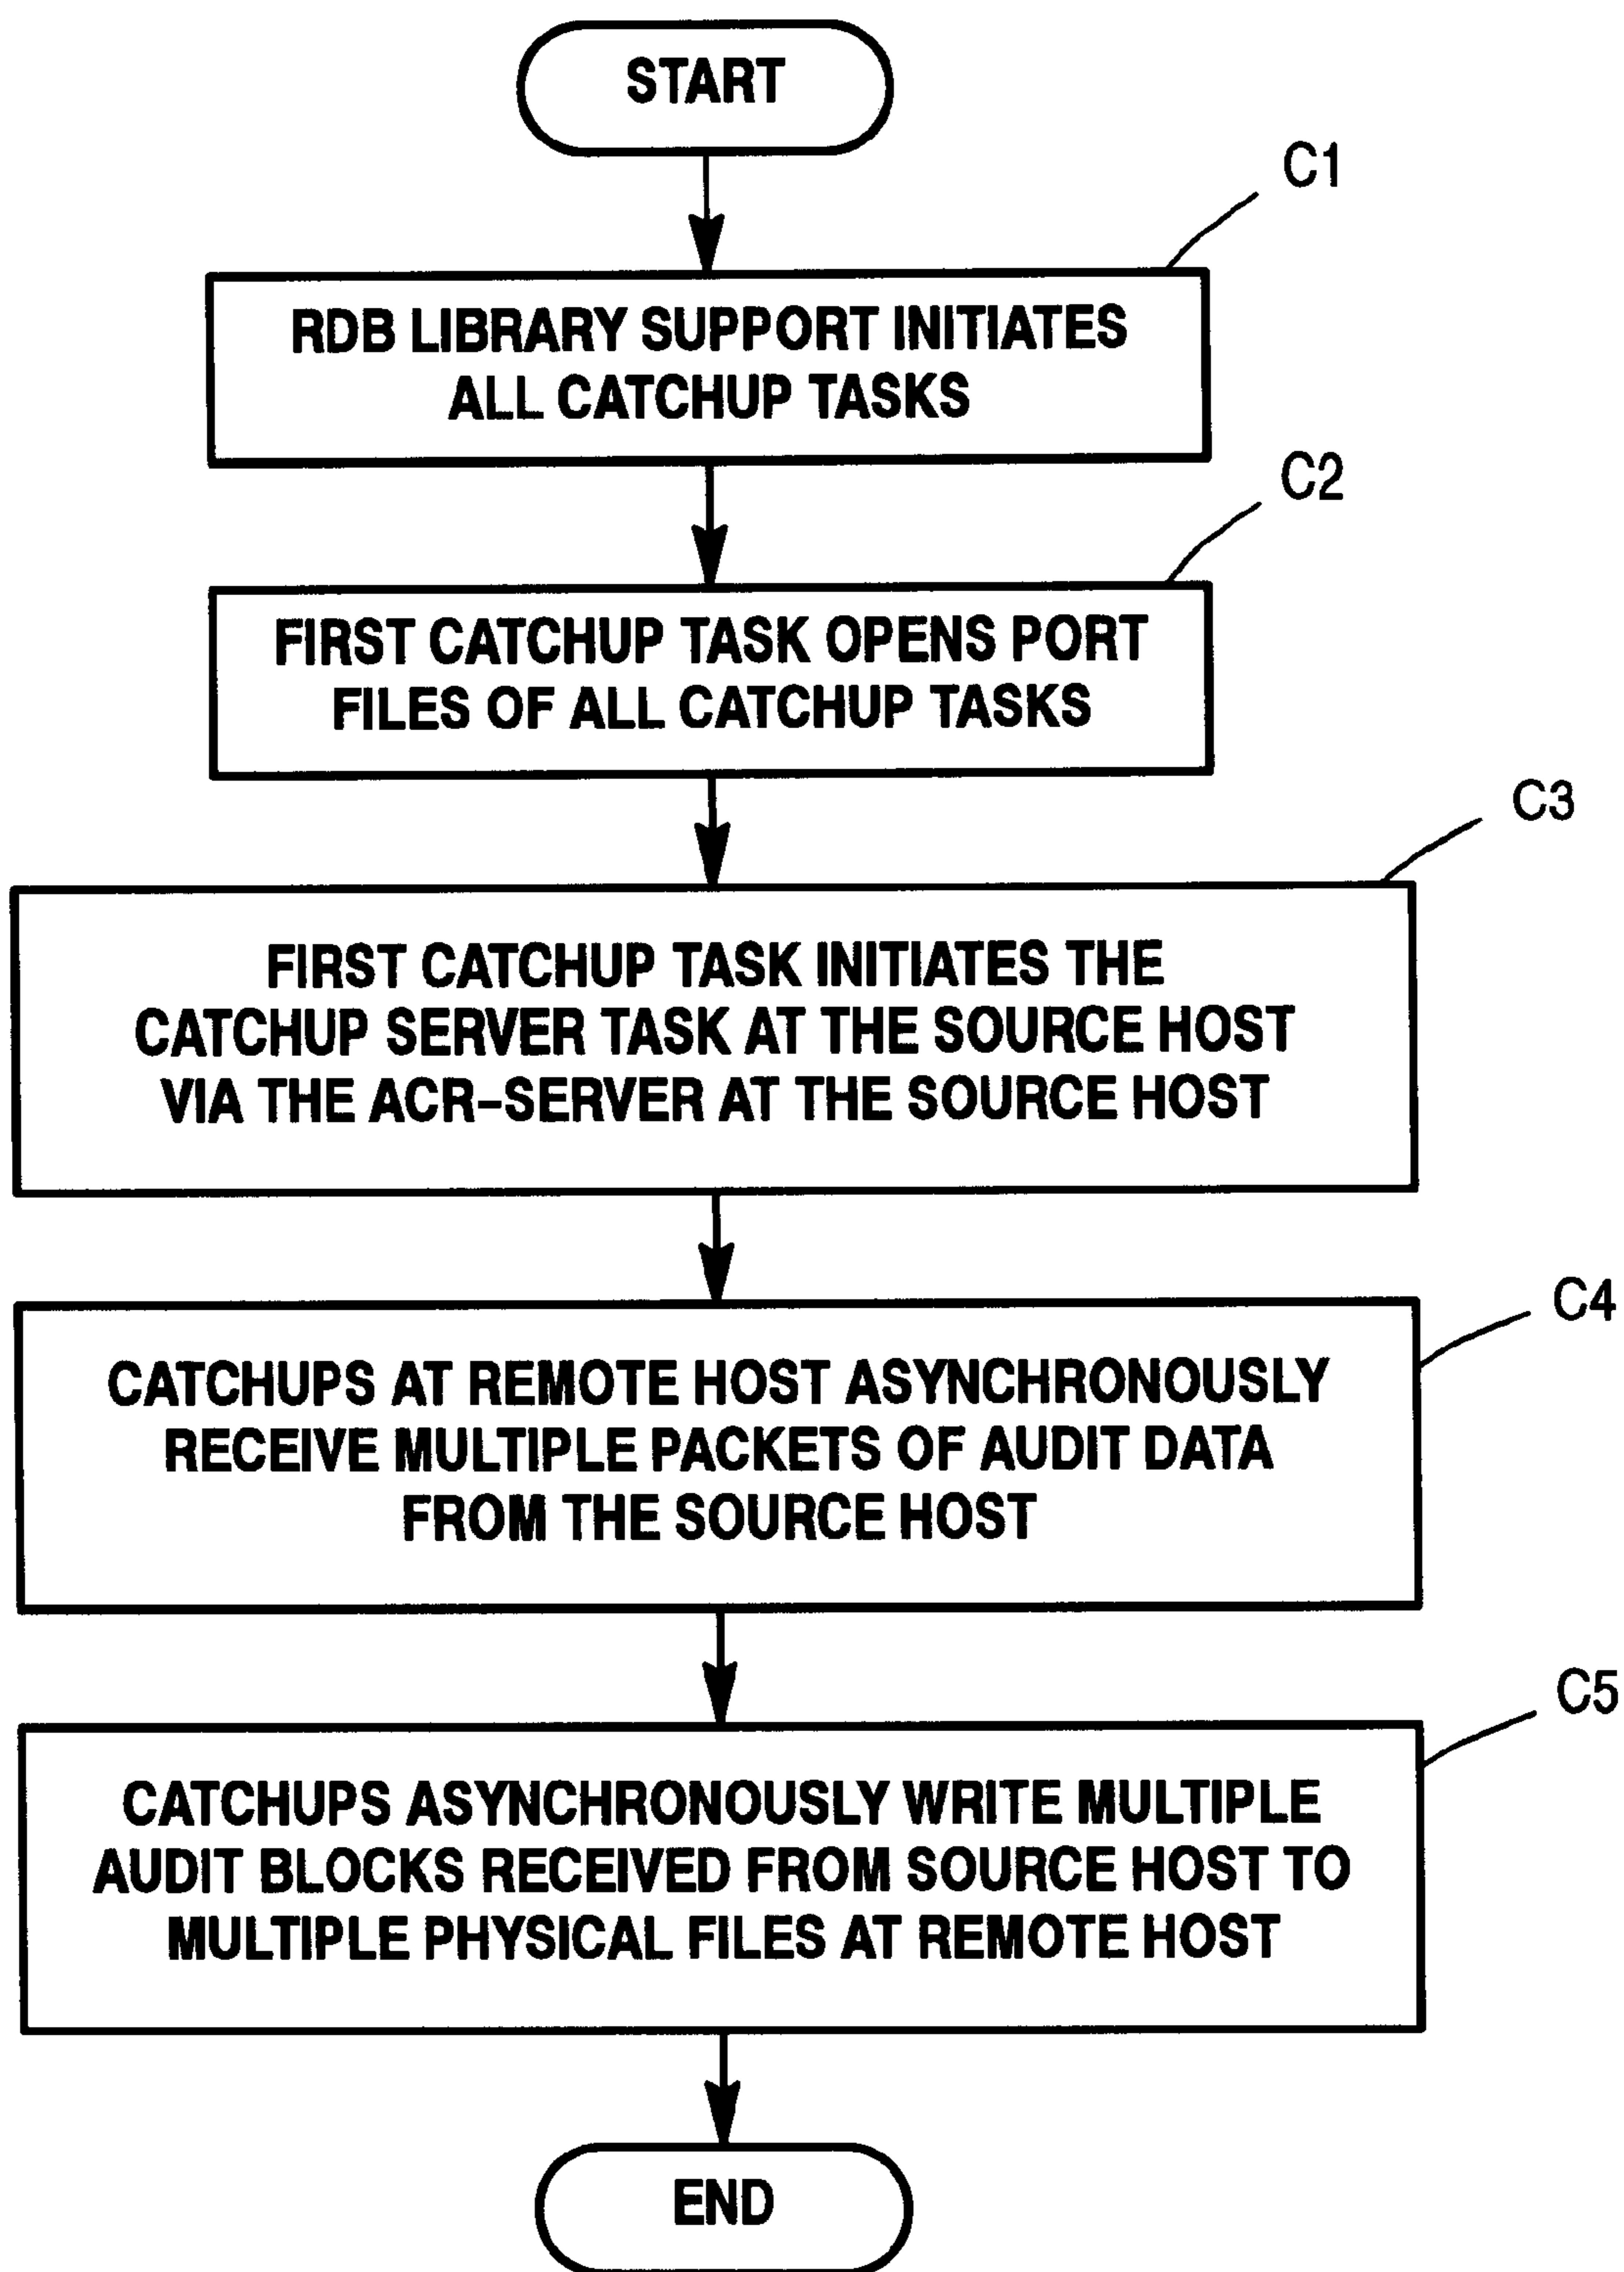 START
C1
RDB LIBRARY SUPPORT INITIATES
ALL CATCHUP TASKS
C2
FIRST CATCHUP TASK OPENS PORT
FILES OF ALL CATCHUP TASKS
C3
FIRST CATCHUP TASK INITIATES THE
CATCHUP SERVER TASK AT THE SOURCE HOST
VIA THE ACR-SERVER AT THE SOURCE HOST
C4
CATCHUPS AT REMOTE HOST ASYNCHRONOUSLY
RECEIVE MULTIPLE PACKETS OF AUDIT DATA
FROM THE SOURCE HOST
C5
CATCHUPS ASYNCHRONOUSLY WRITE MULTIPLE
AUDIT BLOCKS RECEIVED FROM SOURCE HOST TO
MULTIPLE PHYSICAL FILES AT REMOTE HOST
END